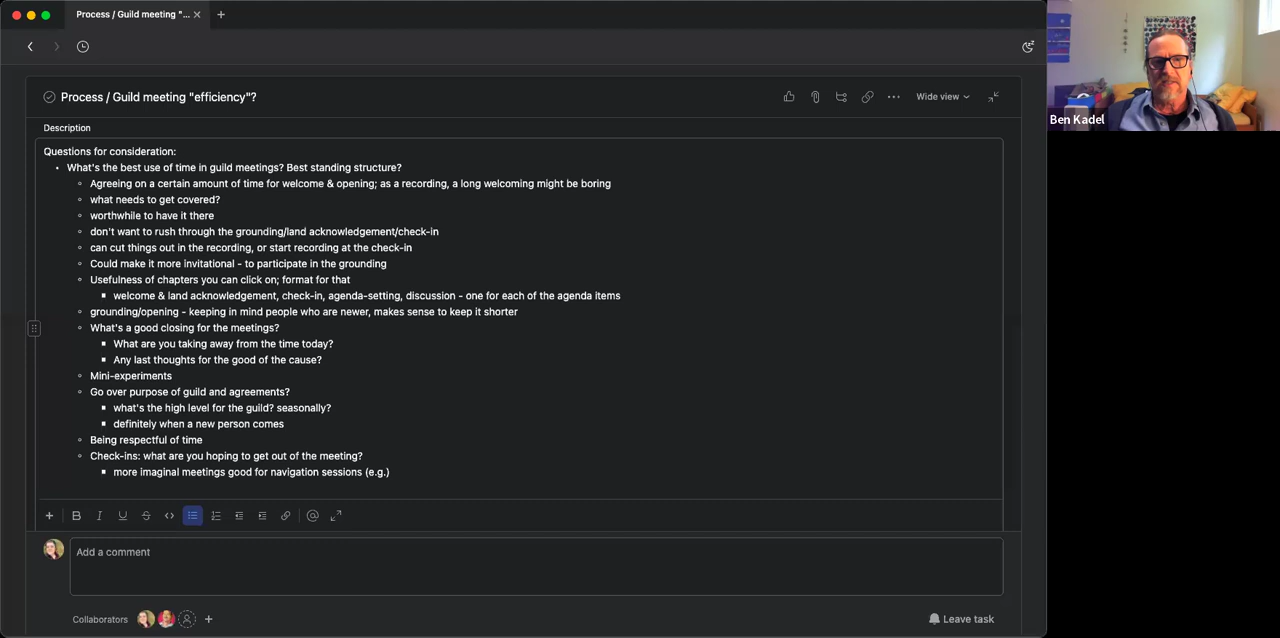 Process / Guild meeting "...
Process / Guild meeting "efficiency"?
Wide view
Description
Questions for consideration:
What's the best use of time in guild meetings? Best standing structure?
Agreeing on a certain amount of time for welcome & opening; as a recording, a long welcoming might be boring
what needs to get covered?
worthwhile to have it there
don't want to rush through the grounding/land acknowledgement/check-in
can cut things out in the recording, or start recording at the check-in
Could make it more invitational - to participate in the grounding
Usefulness of chapters you can click on; format for that
welcome & land acknowledgement, check-in, agenda-setting, discussion - one for each of the agenda items
grounding/opening - keeping in mind people who are newer, makes sense to keep it shorter
What's a good closing for the meetings?
What are you taking away from the time today?
Any last thoughts for the good of the cause?
Mini-experiments
Go over purpose of guild and agreements?
what's the high level for the guild? seasonally?
definitely when a new person comes
Being respectful of time
Check-ins: what are you hoping to get out of the meeting?
more imaginal meetings good for navigation sessions (e.g.)
Add a comment
Collaborators
Leave task
Ben Kadel